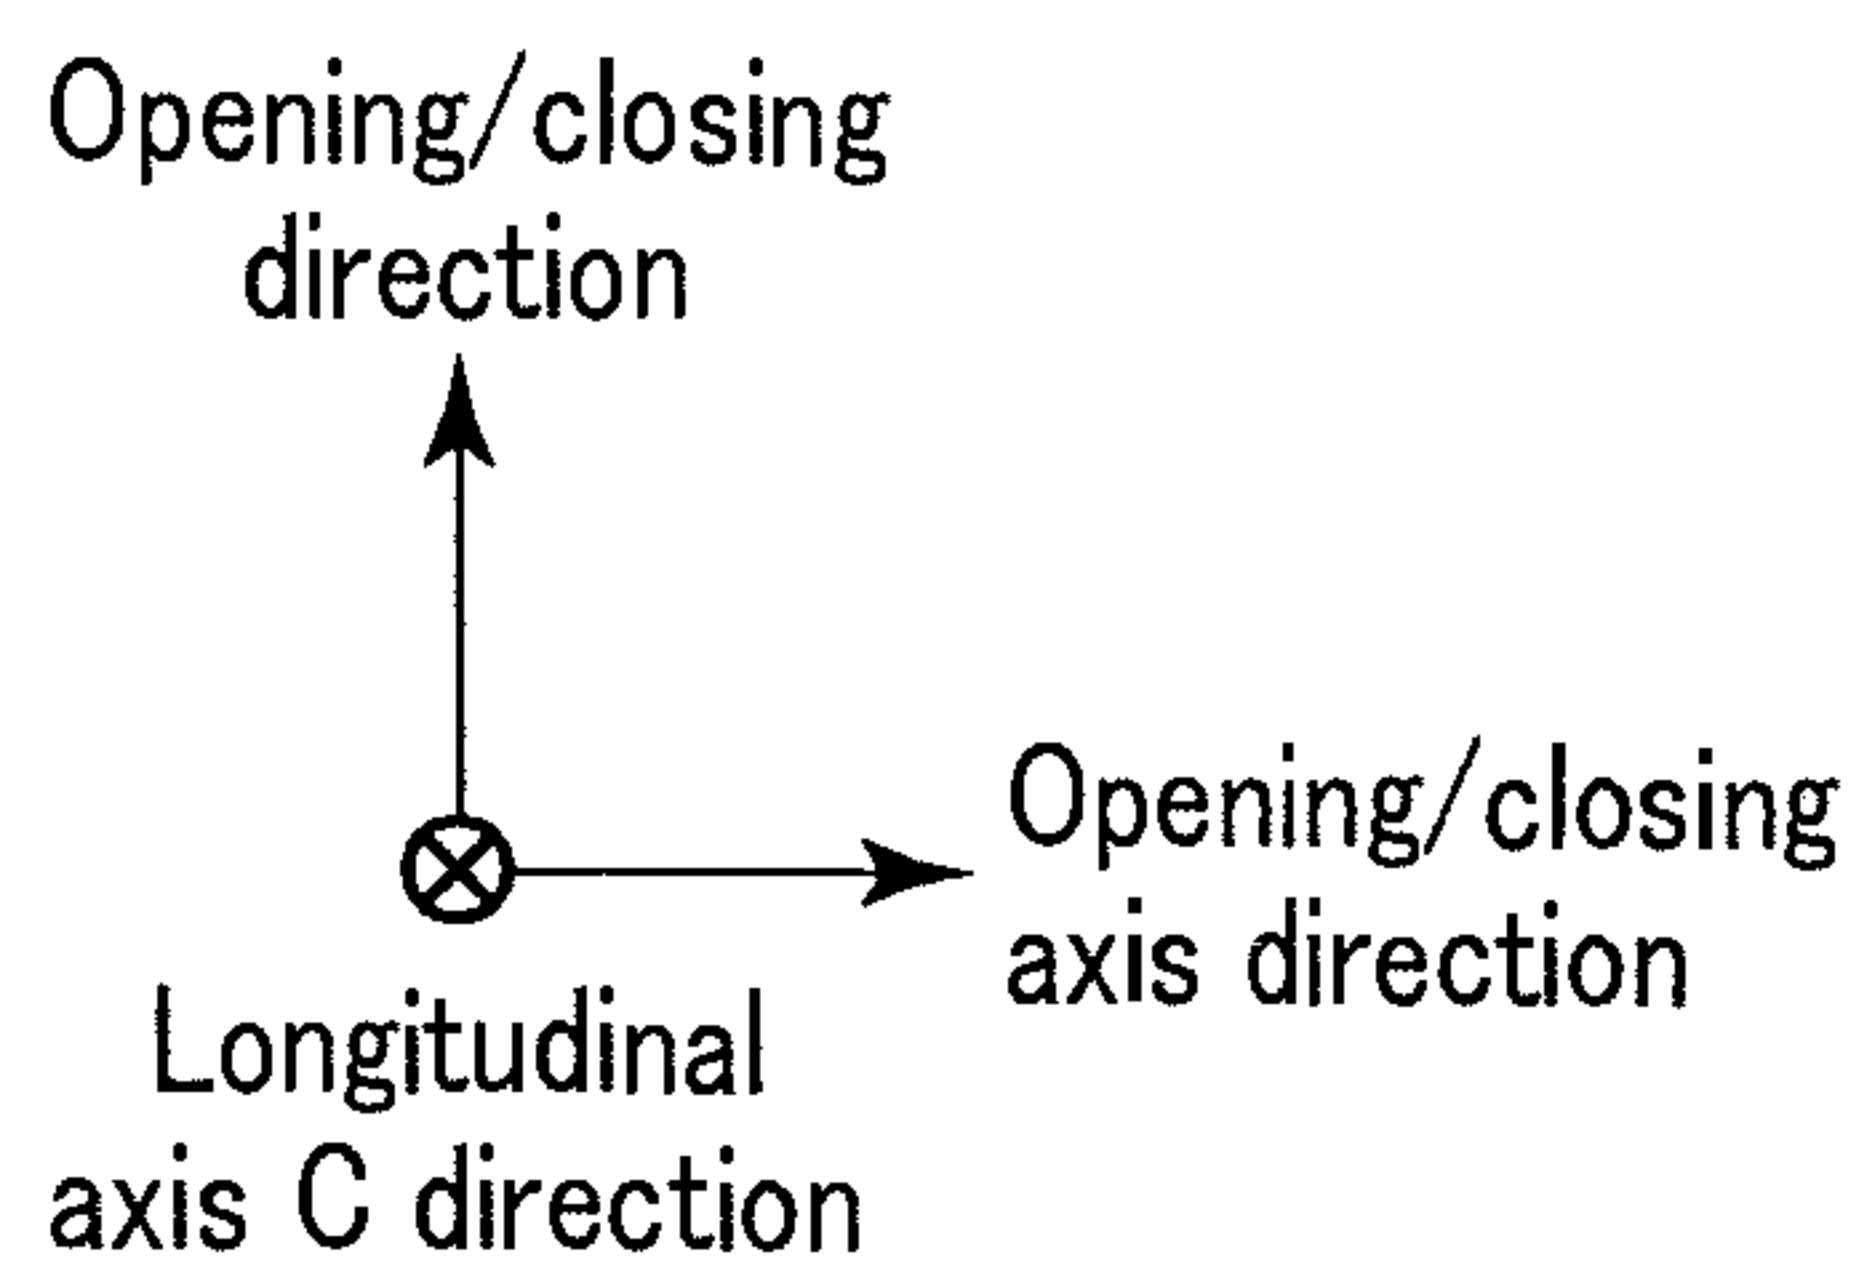 Opening/closing
direction
Opening/closing
axis direction
Longitudinal
axis C direction